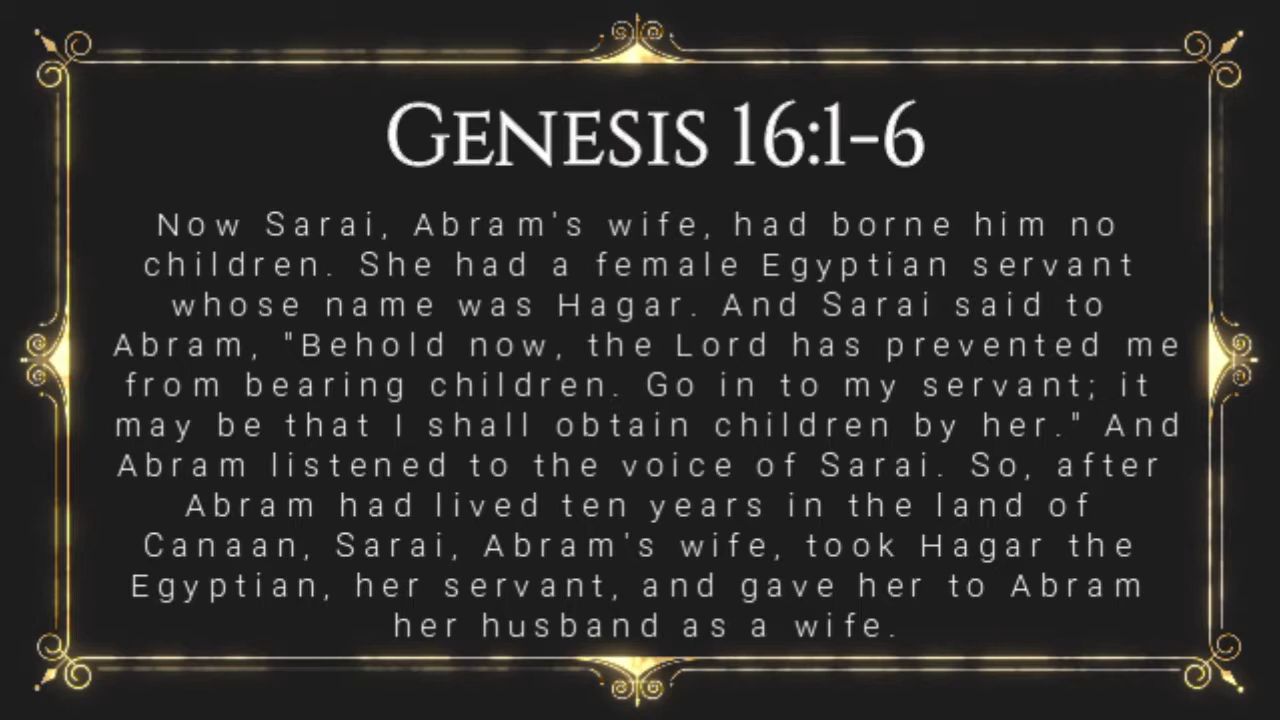 Genesis 16:1-6
Now Sarai, Abram's wife, had borne him no
children. She had a female Egyptian servant
whose name was Hagar. And Sarai said to
Abram, "Behold now, the Lord has prevented me
from bearing children. Go in to my servant; it
may be that I shall obtain children by her." And
Abram listened to the voice of Sarai. So, after
Abram had lived ten years in the land of
Canaan, Sarai, Abram's wife, took Hagar the
Egyptian, her servant, and gave her to Abram
her husband as a wife.